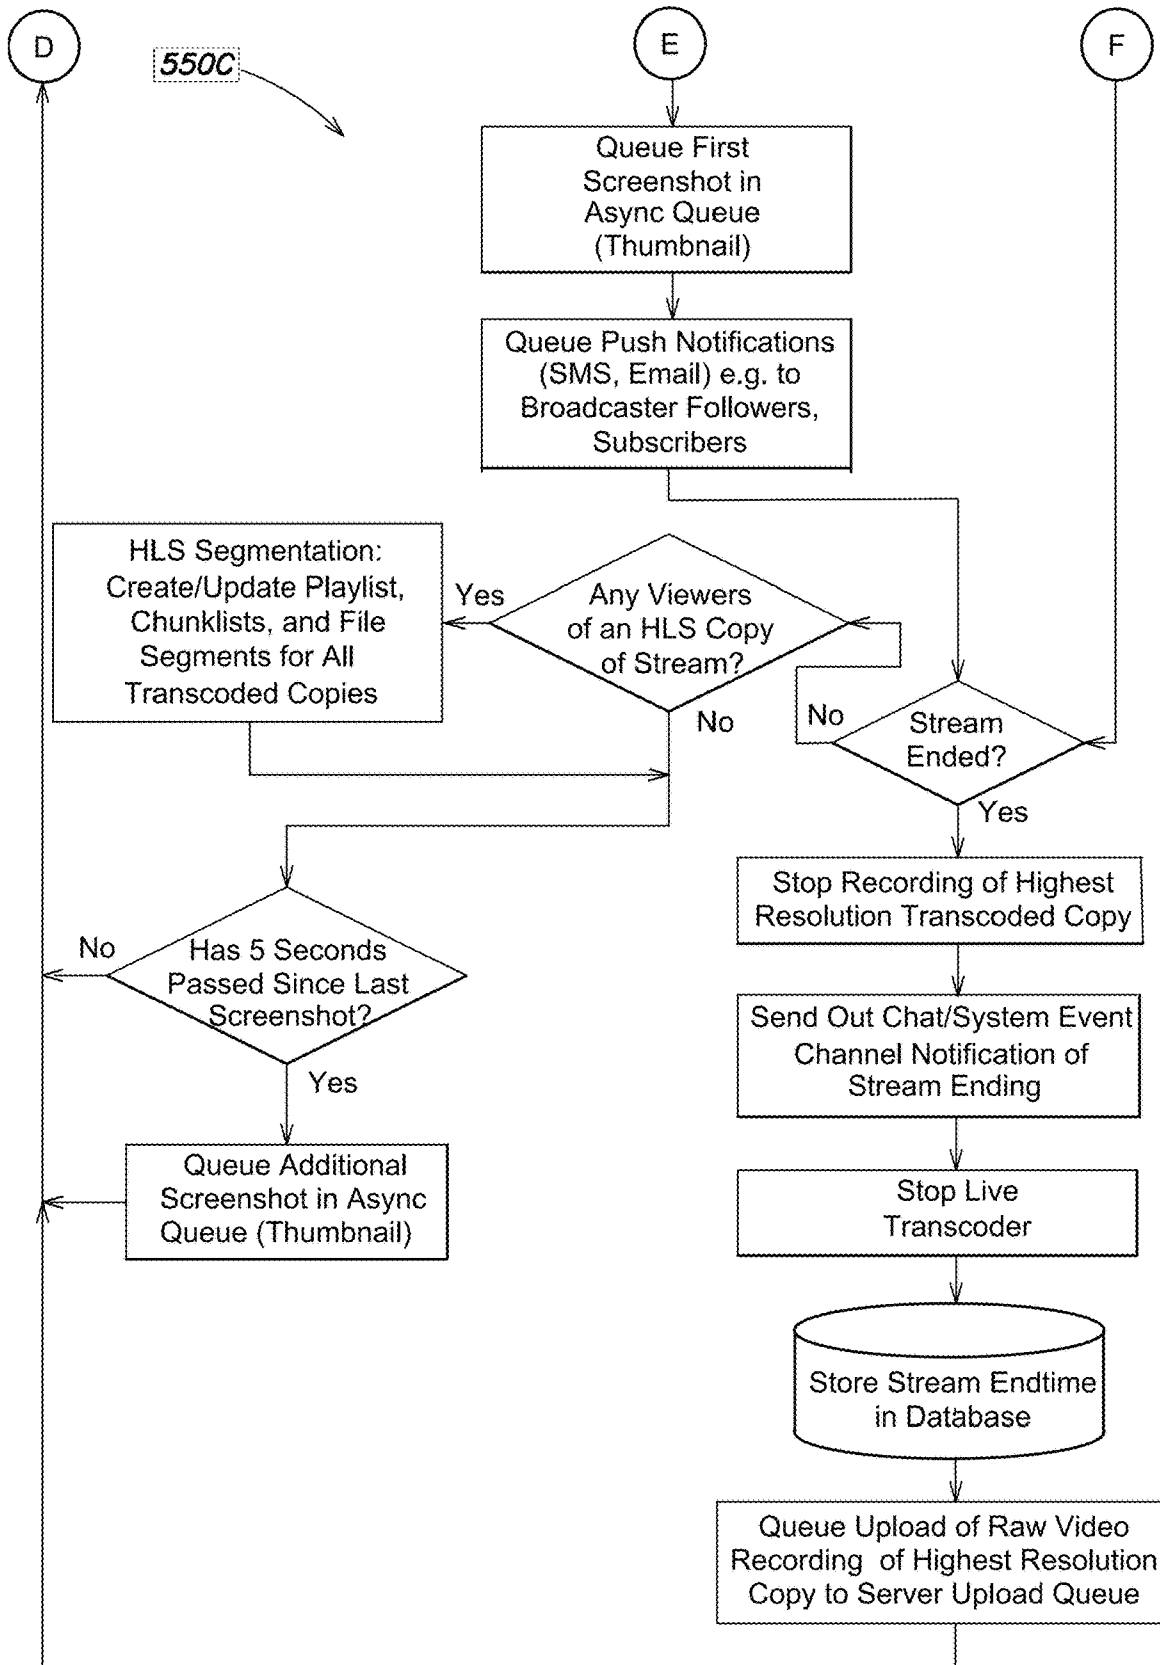 D
550C
E
F
Queue First
Screenshot in
Async Queue
(Thumbnail)
Queue Push Notifications
(SMS, Email) e.g. to
Broadcaster Followers,
Subscribers
HLS Segmentation:
Create/Update Playlist,
Chunklists, and File
Segments for All
Transcoded Copies
Yes
Any Viewers
of an HLS Copy
of Stream?
No
No
Stream
Ended?
Yes
Stop Recording of Highest
Resolution Transcoded Copy
No
Has 5 Seconds
Passed Since Last
Screenshot?
Yes
Send Out Chat/System Event
Channel Notification of
Stream Ending
Queue Additional
Screenshot in Async
Queue (Thumbnail)
Stop Live
Transcoder
Store Stream Endtime
in Database
Queue Upload of Raw Video
Recording of Highest Resolution
Copy to Server Upload Queue